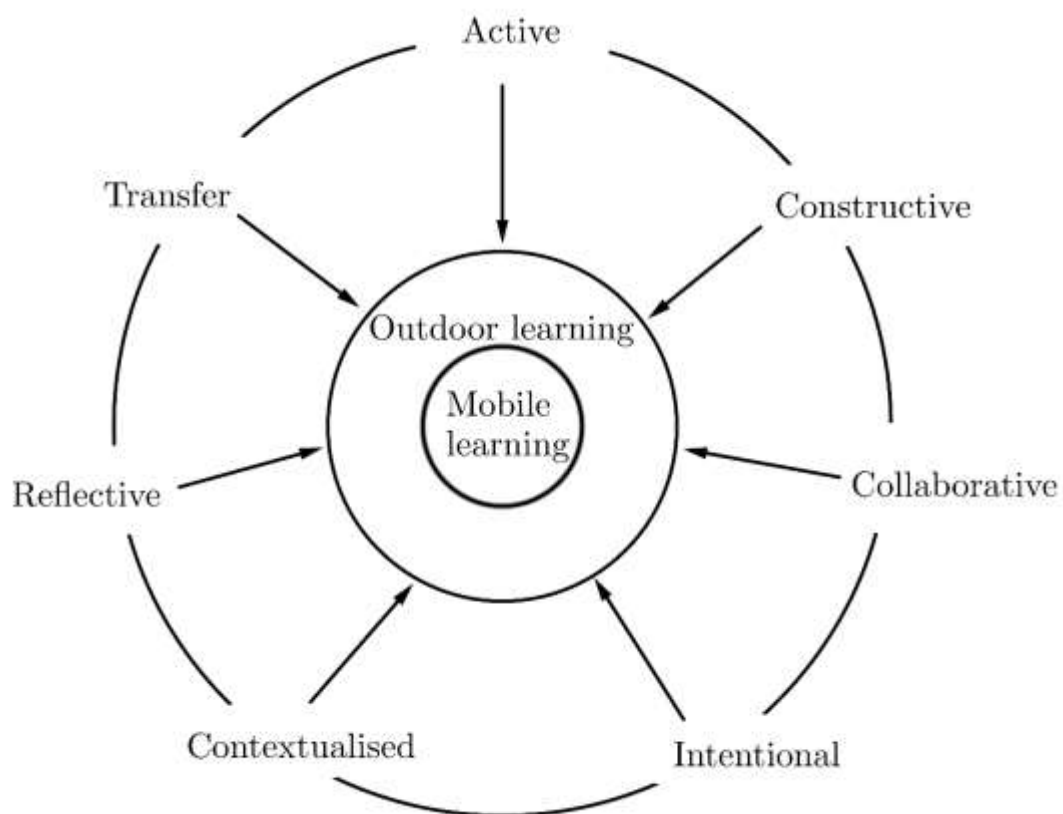 Active
Transfer
Constructive
Outdoor learning
Mobile
learning
Reflective
Collaborative
Contextualised
Intentional